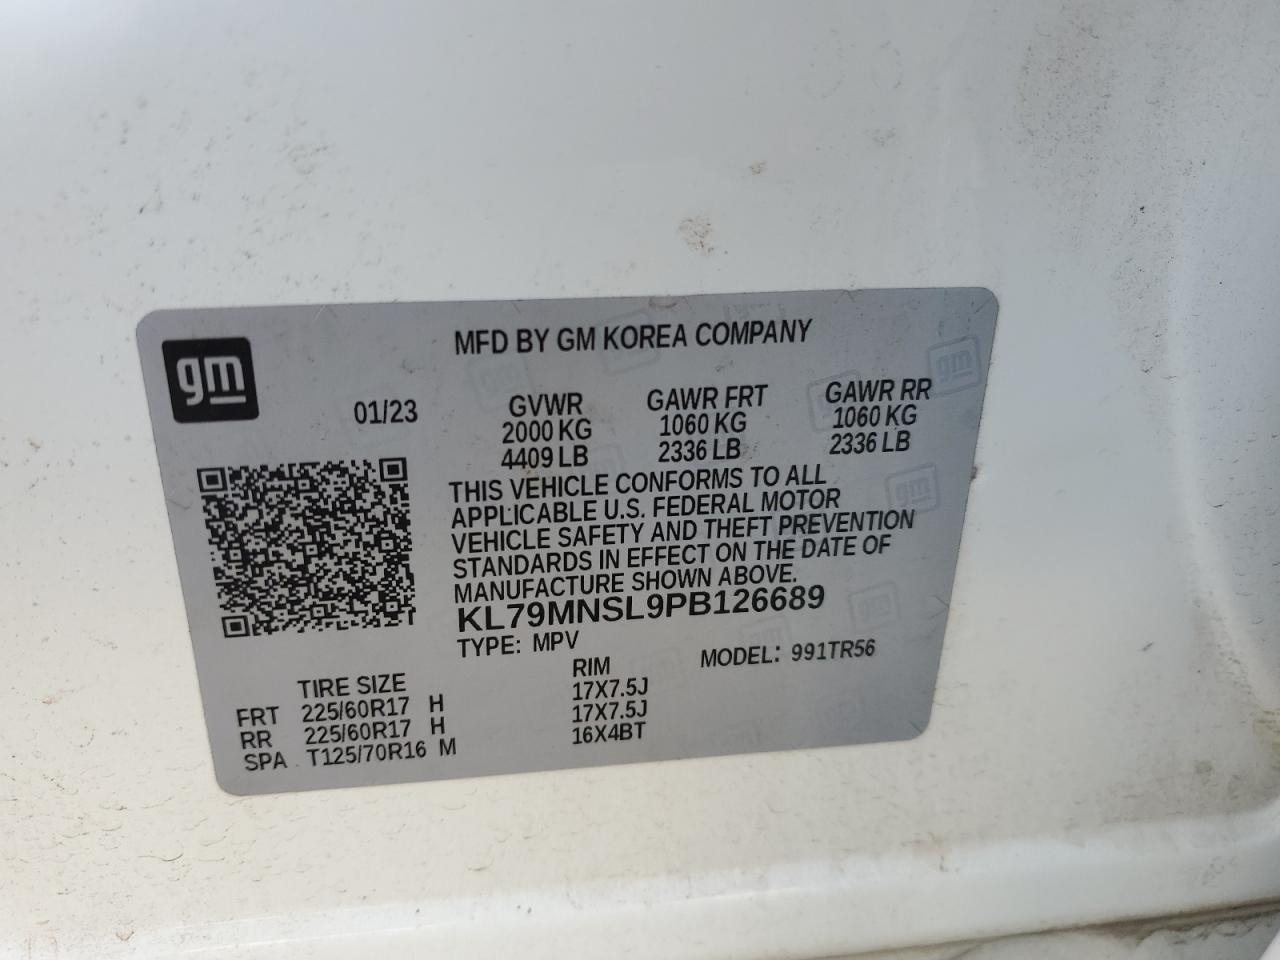 gm
MFD BY GM KOREA COMPANY
01/23
GVWR GAWR FRT GAWR RR
2000 KG 1060 KG 1060 KG
4409 LB 2336 LB 2336 LB
THIS VEHICLE CONFORMS TO ALL
APPLICABLE U.S. FEDERAL MOTOR
VEHICLE SAFETY AND THEFT PREVENTION
STANDARDS IN EFFECT ON THE DATE OF
MANUFACTURE SHOWN ABOVE.
KL79MNSL9PB126689
TYPE: MPV MODEL: 991TR56
TIRE SIZE RIM
FRT 225/60R17 H 17X7.5J
RR 225/60R17 H 17X7.5J
SPA T125/70R16 M 16X4BT